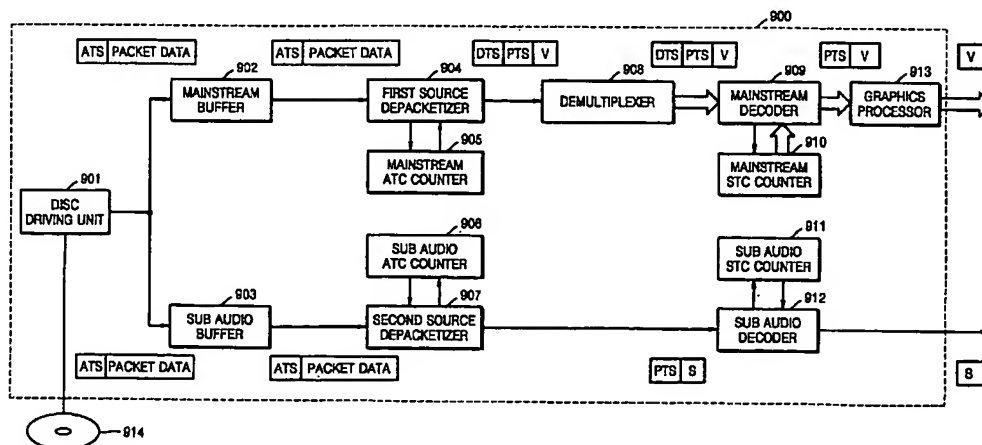 900
ATS PACKET DATA
ATS PACKET DATA
DTS PTS V
DTS PTS V
PTS V
V
902
MAINSTREAM
BUFFER
904
FIRST SOURCE
DEPACKETIZER
908
DEMULTIPLEXER
909
MAINSTREAM
DECODER
913
GRAPHICS
PROCESSOR
905
MAINSTREAM
ATC COUNTER
910
MAINSTREAM
STC COUNTER
901
DISC
DRIVING UNIT
906
SUB AUDIO
ATC COUNTER
911
SUB AUDIO
STC COUNTER
903
SUB AUDIO
BUFFER
907
SECOND SOURCE
DEPACKETIZER
912
SUB AUDIO
DECODER
ATS PACKET DATA
ATS PACKET DATA
PTS S
S
914